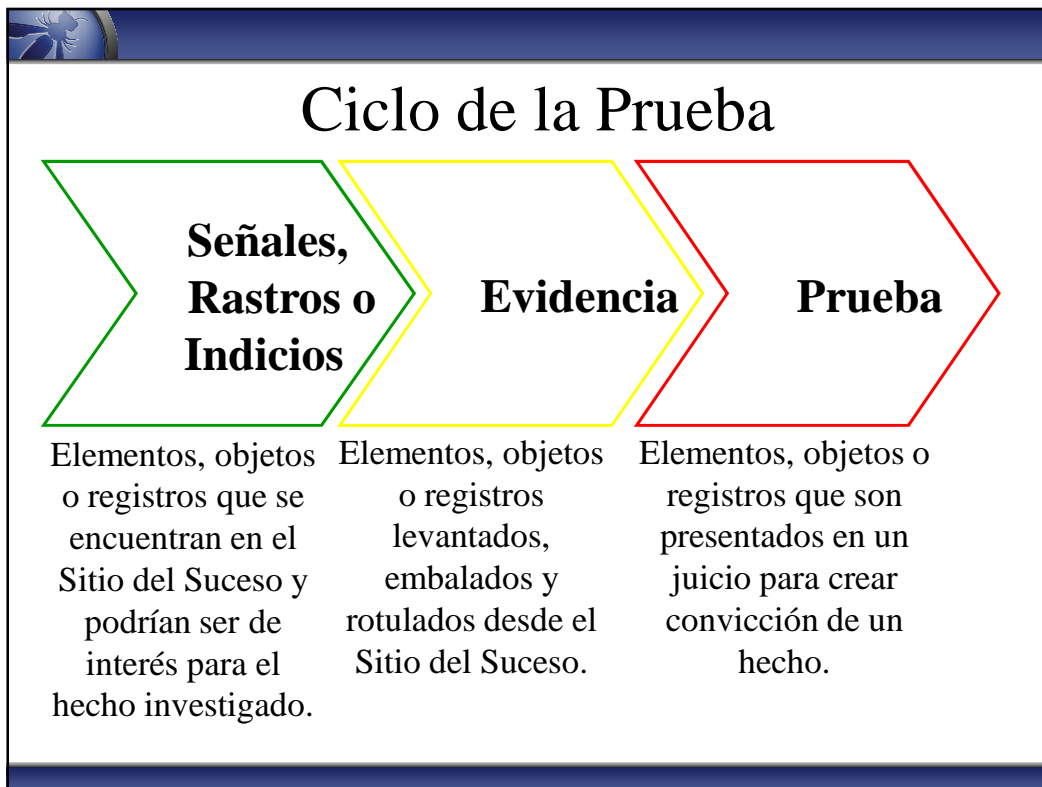 Ciclo de la Prueba
Señales,
Rastros o
Indicios
Evidencia
Prueba
Elementos, objetos
o registros que se
encuentran en el
Sitio del Suceso y
podrían ser de
interés para el
hecho investigado.
Elementos, objetos
o registros
levantados,
embalados y
rotulados desde el
Sitio del Suceso.
Elementos, objetos o
registros que son
presentados en un
juicio para crear
convicción de un
hecho.